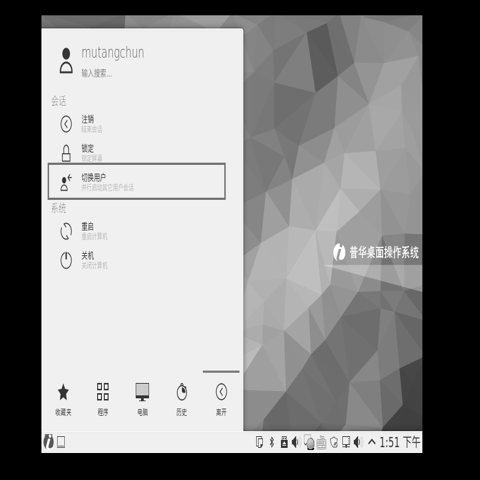 mutangchun
输入搜索...
会话
注销
结束会话
锁定
锁定屏幕
切换用户
并行启动其它用户会话
系统
重启
重启计算机
关机
关闭计算机
普华桌面操作系统
收藏夹
程序
电脑
历史
离开
1:51 下午